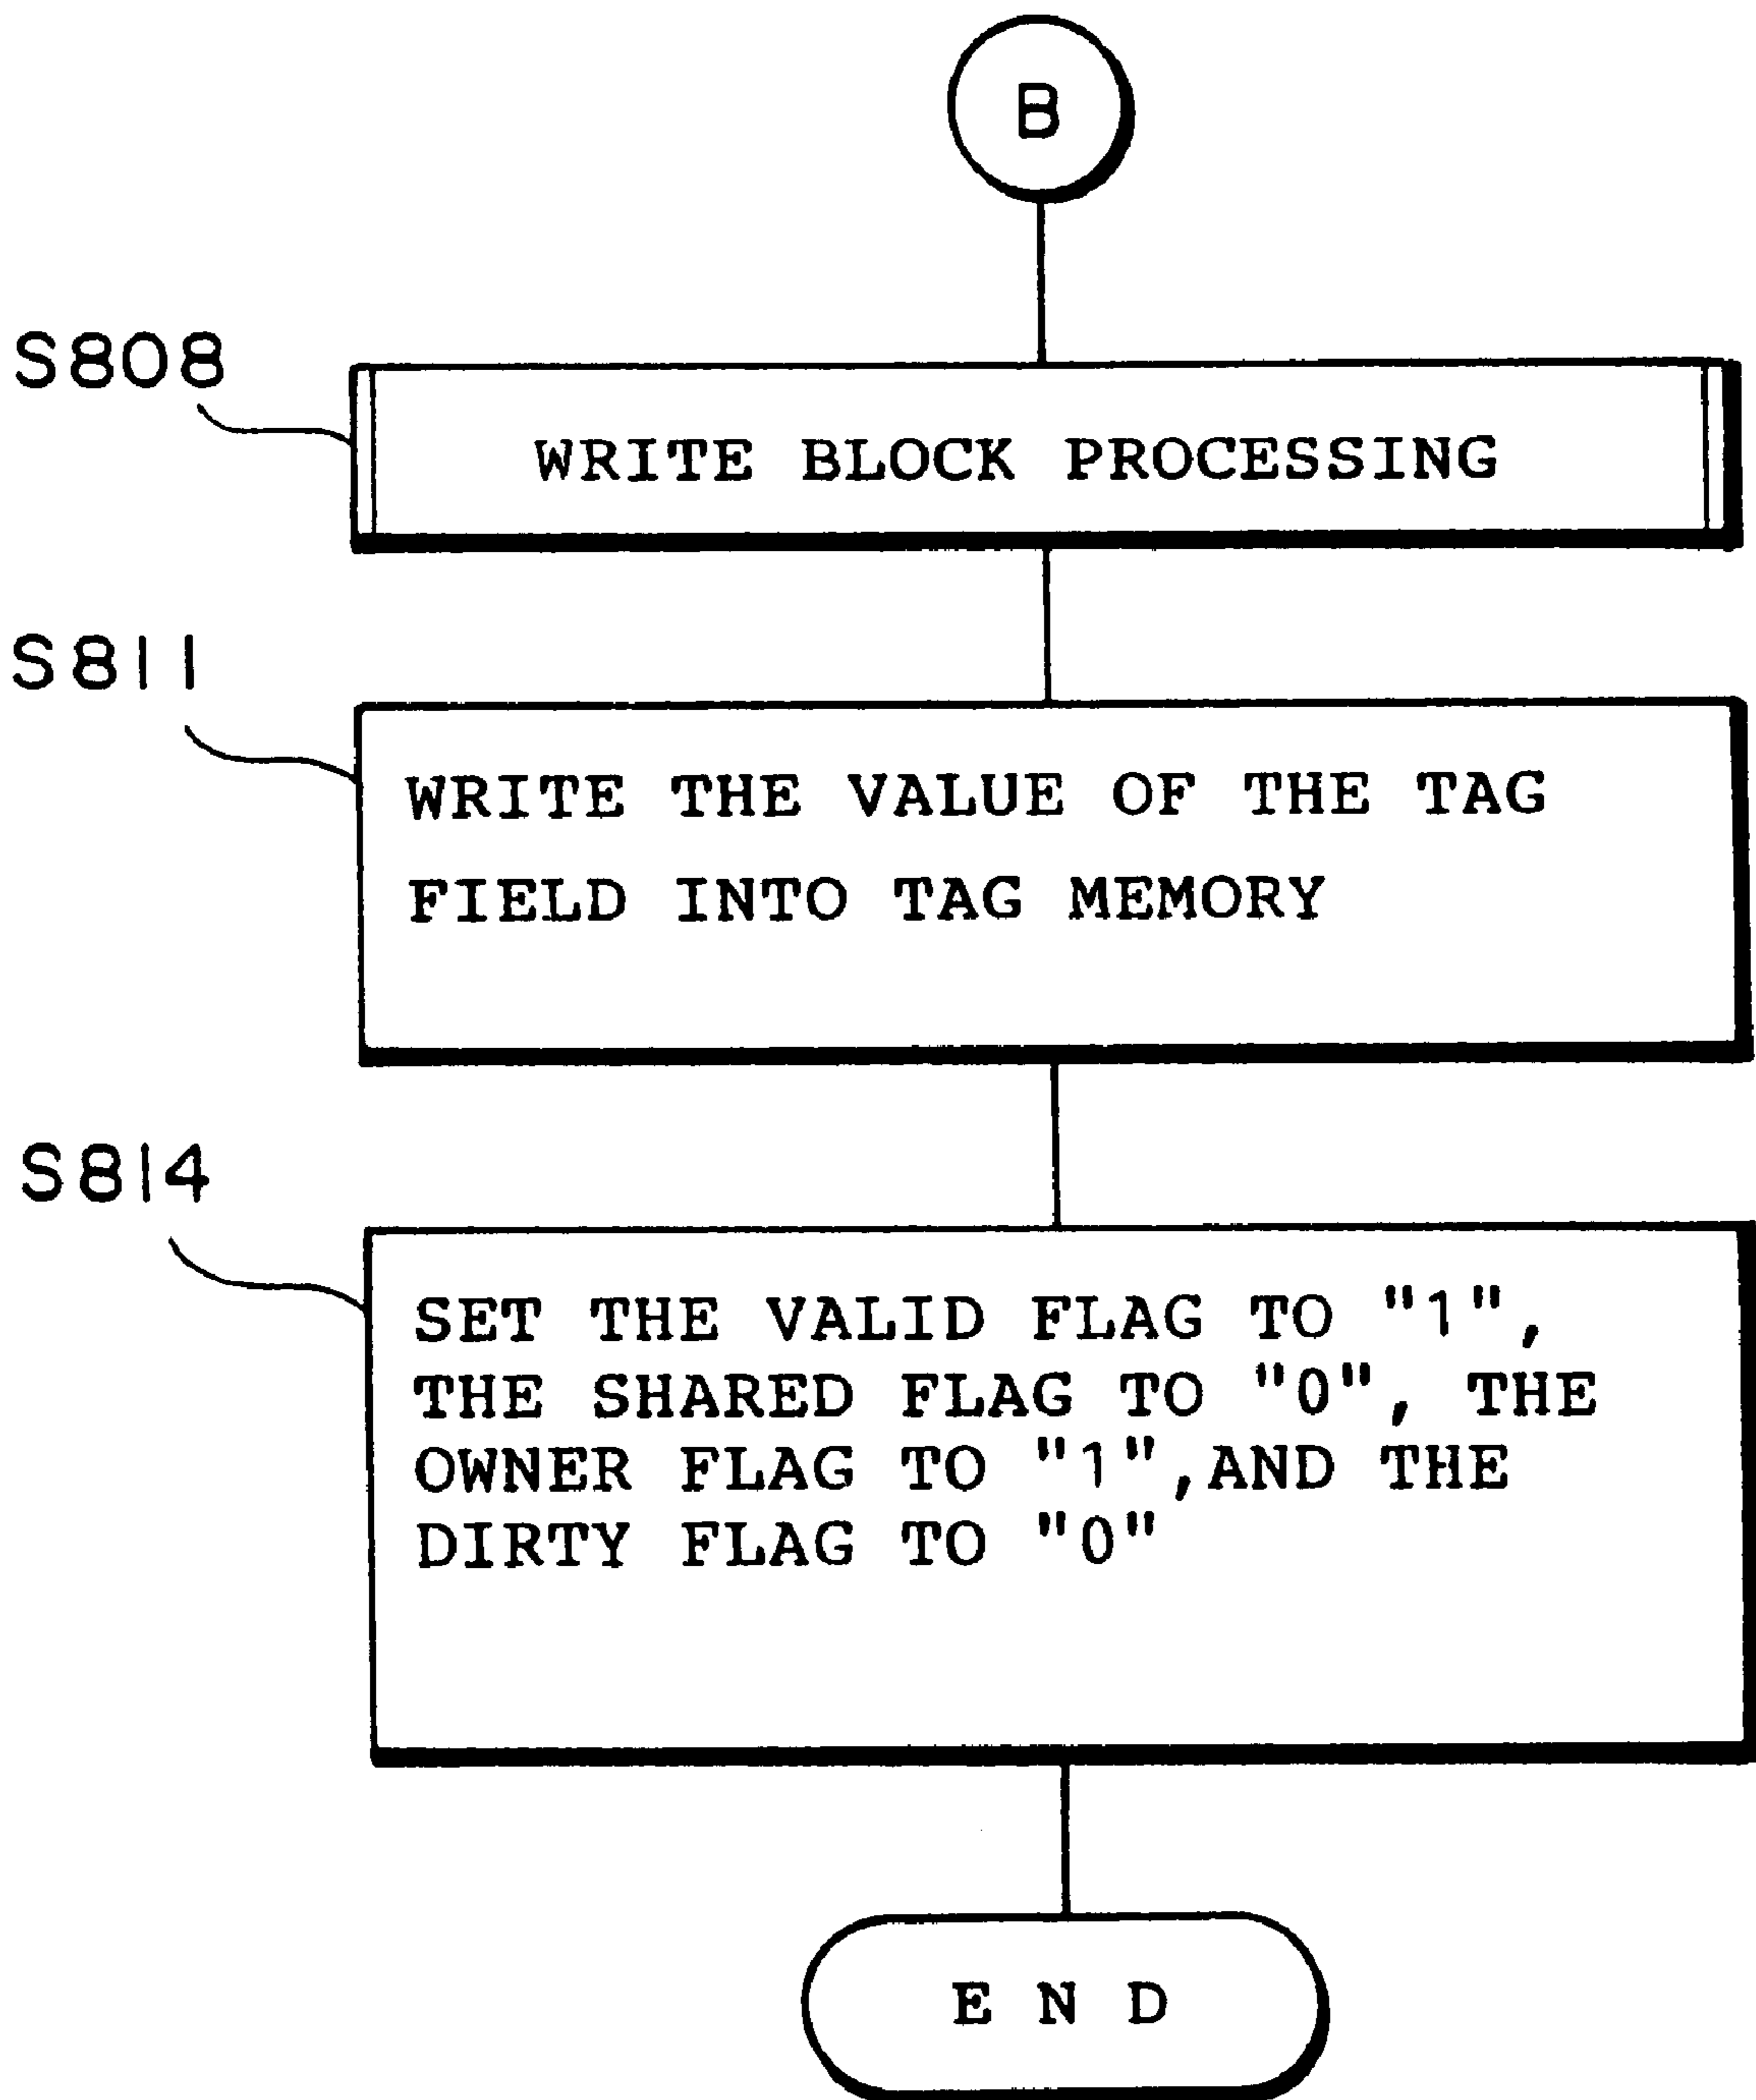 B
S808
WRITE BLOCK PROCESSING
S811
WRITE THE VALUE OF THE TAG
FIELD INTO TAG MEMORY
S814
SET THE VALID FLAG TO "1",
THE SHARED FLAG TO "0", THE
OWNER FLAG TO "1",AND THE
DIRTY FLAG TO "0"
END